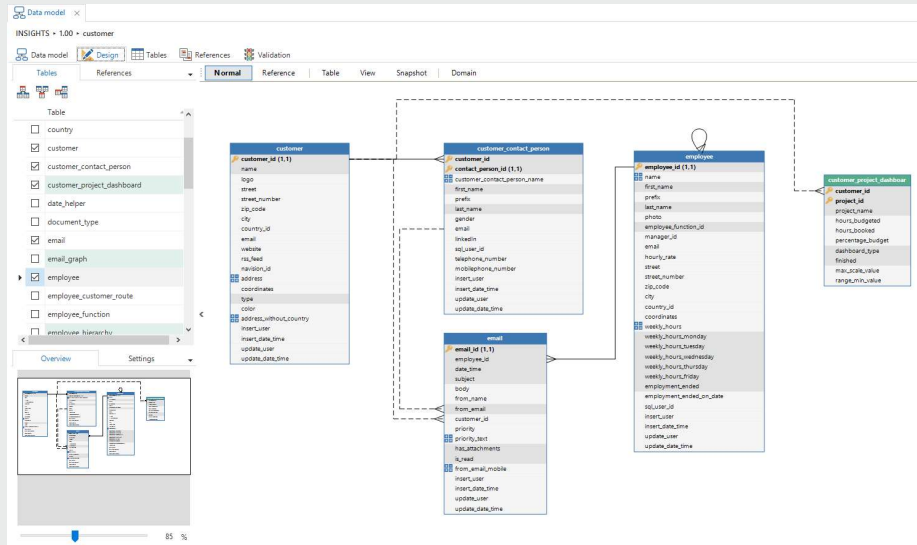 Data model ×
INSIGHTS • 1.00 • customer
Data model Design Tables References Validation
Tables References
Normal Reference Table View Snapshot Domain
Table
country
customer
customer_contact_person
customer_project_dashboard
date_helper
document_type
email
email_graph
employee
employee_customer_route
employee_function
employee_hierarchy
Overview Settings
85 %
customer
customer_id (1,1)
name
logo
street
street_number
zip_code
city
country_id
email
website
rss_feed
navision_id
address
coordinates
type
color
address_without_country
insert_user
insert_date_time
update_user
update_date_time
customer_contact_person
customer_id
contact_person_id (1,1)
customer_contact_person_name
first_name
prefix
last_name
gender
email
linkedin
sql_user_id
telephone_number
mobilephone_number
insert_user
insert_date_time
update_user
update_date_time
email
email_id (1,1)
employee_id
date_time
subject
body
from_name
from_email
customer_id
priority
priority_text
has_attachments
is_read
from_email_mobile
insert_user
insert_date_time
update_user
update_date_time
employee
employee_id (1,1)
name
first_name
prefix
last_name
photo
employee_function_id
manager_id
email
hourly_rate
street
street_number
zip_code
city
country_id
coordinates
weekly_hours
weekly_hours_monday
weekly_hours_tuesday
weekly_hours_wednesday
weekly_hours_thursday
weekly_hours_friday
employment_ended
employment_ended_on_date
sql_user_id
insert_user
insert_date_time
update_user
update_date_time
customer_project_dashboar
customer_id
project_id
project_name
hours_budgeted
hours_booked
percentage_budget
dashboard_type
finished
max_scale_value
range_min_value